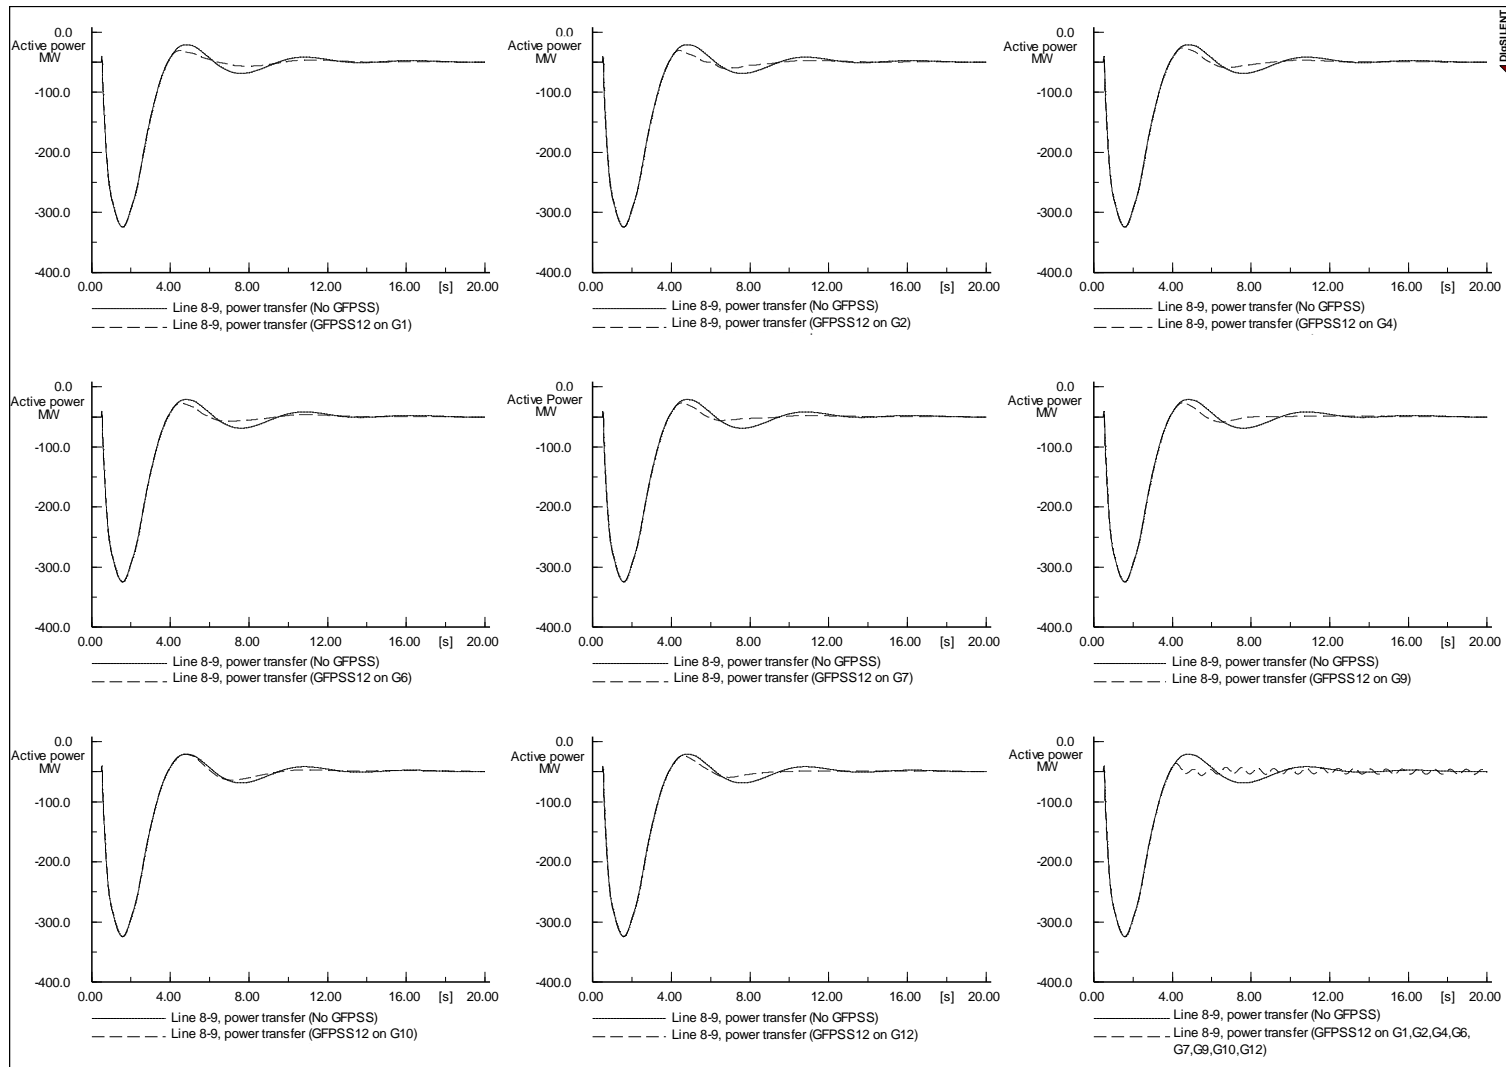 DIgSILENT
0.0
Active power
MW
-100.0
-200.0
-300.0
-400.0
0.00 4.00 8.00 12.00 16.00 [s] 20.00
Line 8-9, power transfer (No GFPSS)
Line 8-9, power transfer (GFPSS12 on G1)
0.0
Active power
MW
-100.0
-200.0
-300.0
-400.0
0.00 4.00 8.00 12.00 16.00 [s] 20.00
Line 8-9, power transfer (No GFPSS)
Line 8-9, power transfer (GFPSS12 on G2)
0.0
Active power
MW
-100.0
-200.0
-300.0
-400.0
0.00 4.00 8.00 12.00 16.00 [s] 20.00
Line 8-9, power transfer (No GFPSS)
Line 8-9, power transfer (GFPSS12 on G4)
0.0
Active power
MW
-100.0
-200.0
-300.0
-400.0
0.00 4.00 8.00 12.00 16.00 [s] 20.00
Line 8-9, power transfer (No GFPSS)
Line 8-9, power transfer (GFPSS12 on G6)
0.0
Active Power
MW
-100.0
-200.0
-300.0
-400.0
0.00 4.00 8.00 12.00 16.00 [s] 20.00
Line 8-9, power transfer (No GFPSS)
Line 8-9, power transfer (GFPSS12 on G7)
0.0
Active power
MW
-100.0
-200.0
-300.0
-400.0
0.00 4.00 8.00 12.00 16.00 [s] 20.00
Line 8-9, power transfer (No GFPSS)
Line 8-9, power transfer (GFPSS12 on G9)
0.0
Active power
MW
-100.0
-200.0
-300.0
-400.0
0.00 4.00 8.00 12.00 16.00 [s] 20.00
Line 8-9, power transfer (No GFPSS)
Line 8-9, power transfer (GFPSS12 on G10)
0.0
Active power
MW
-100.0
-200.0
-300.0
-400.0
0.00 4.00 8.00 12.00 16.00 [s] 20.00
Line 8-9, power transfer (No GFPSS)
Line 8-9, power transfer (GFPSS12 on G12)
0.0
Active power
MW
-100.0
-200.0
-300.0
-400.0
0.00 4.00 8.00 12.00 16.00 [s] 20.00
Line 8-9, power transfer (No GFPSS)
Line 8-9, power transfer (GFPSS12 on G1,G2,G4,G6,
G7,G9,G10,G12)